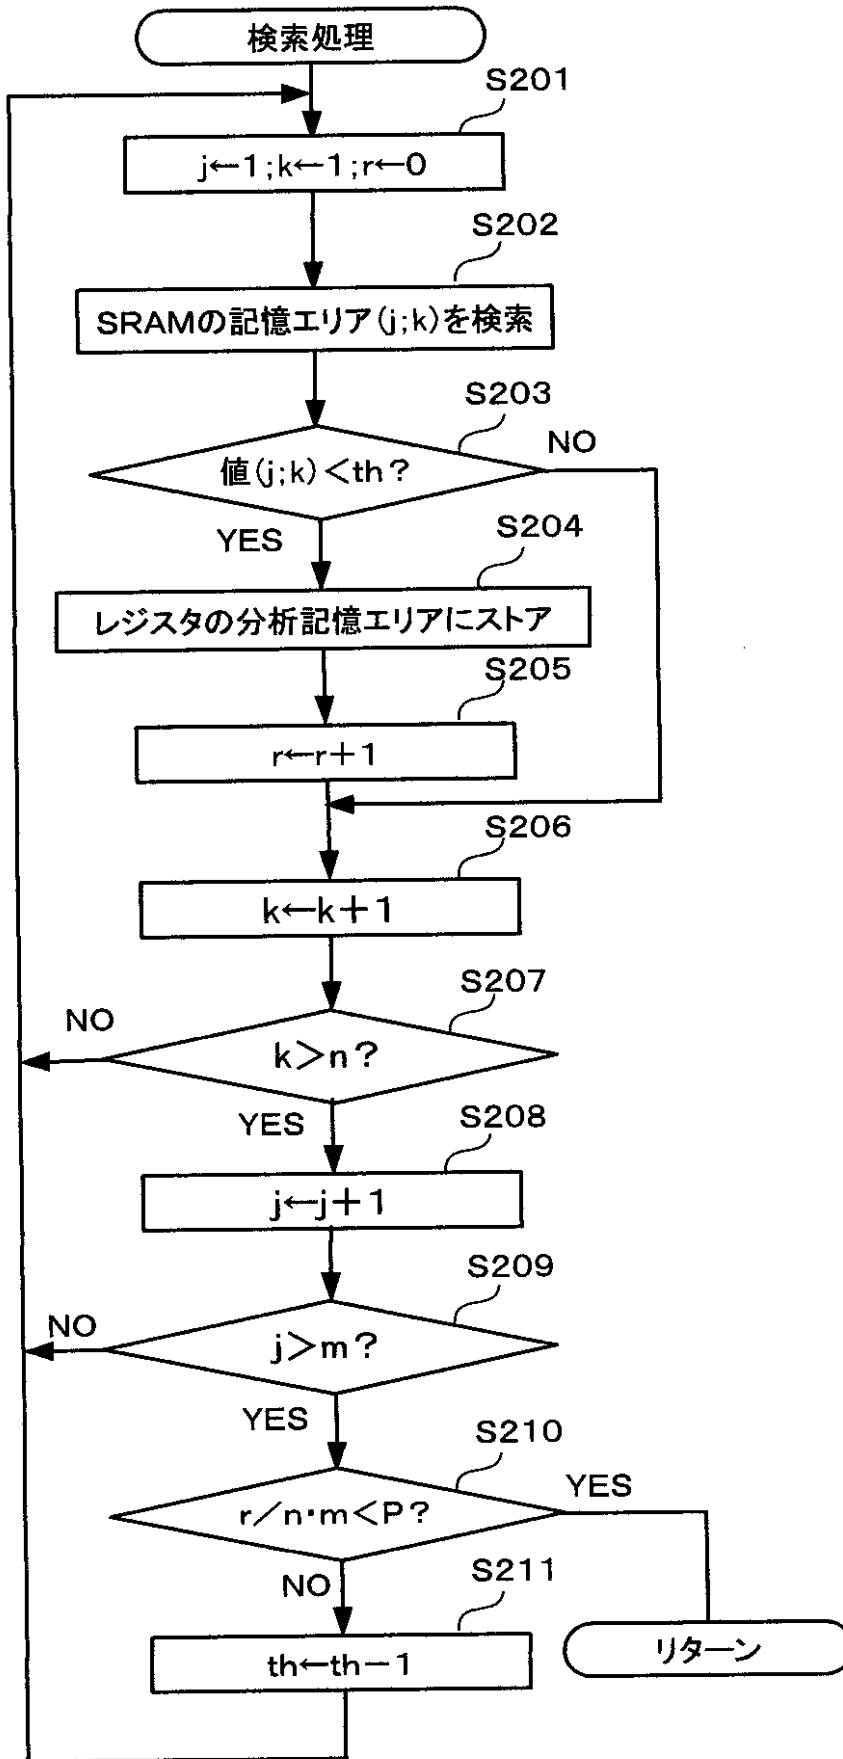 検索処理
S201
j←1;k←1;r←0
S202
SRAMの記憶エリア(j;k)を検索
S203
値(j;k)<th?
NO
YES
S204
レジスタの分析記憶エリアにストア
S205
r←r+1
S206
k←k+1
S207
NO
k>n?
YES
S208
j←j+1
S209
NO
j>m?
YES
S210
r/n・m<P?
YES
NO
S211
th←th-1
リターン